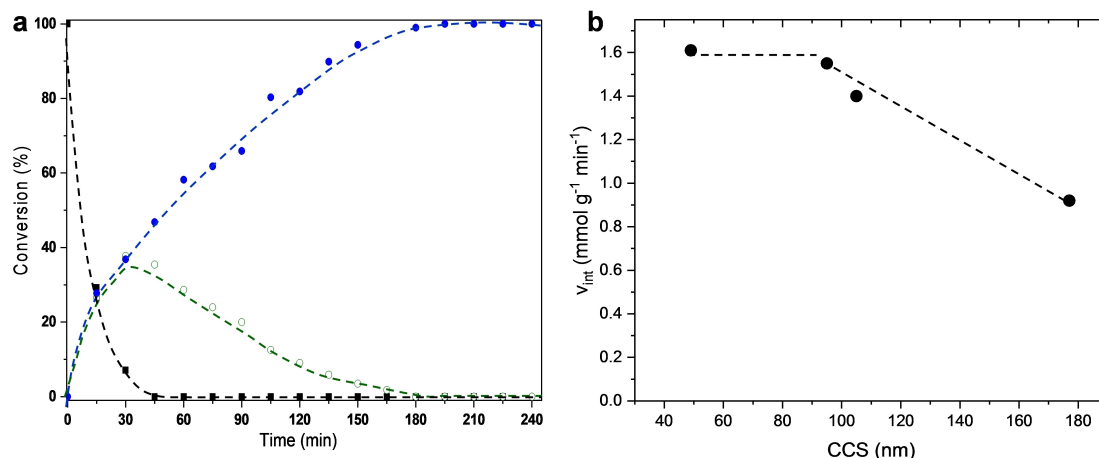 a
100
80
60
40
20
0
Conversion (%)
0 30 60 90 120 150 180 210 240
Time (min)
b
1.6
1.4
1.2
1.0
0.8
0.6
0.4
0.2
0.0
νint (mmol g⁻¹ min⁻¹)
40 60 80 100 120 140 160 180
CCS (nm)